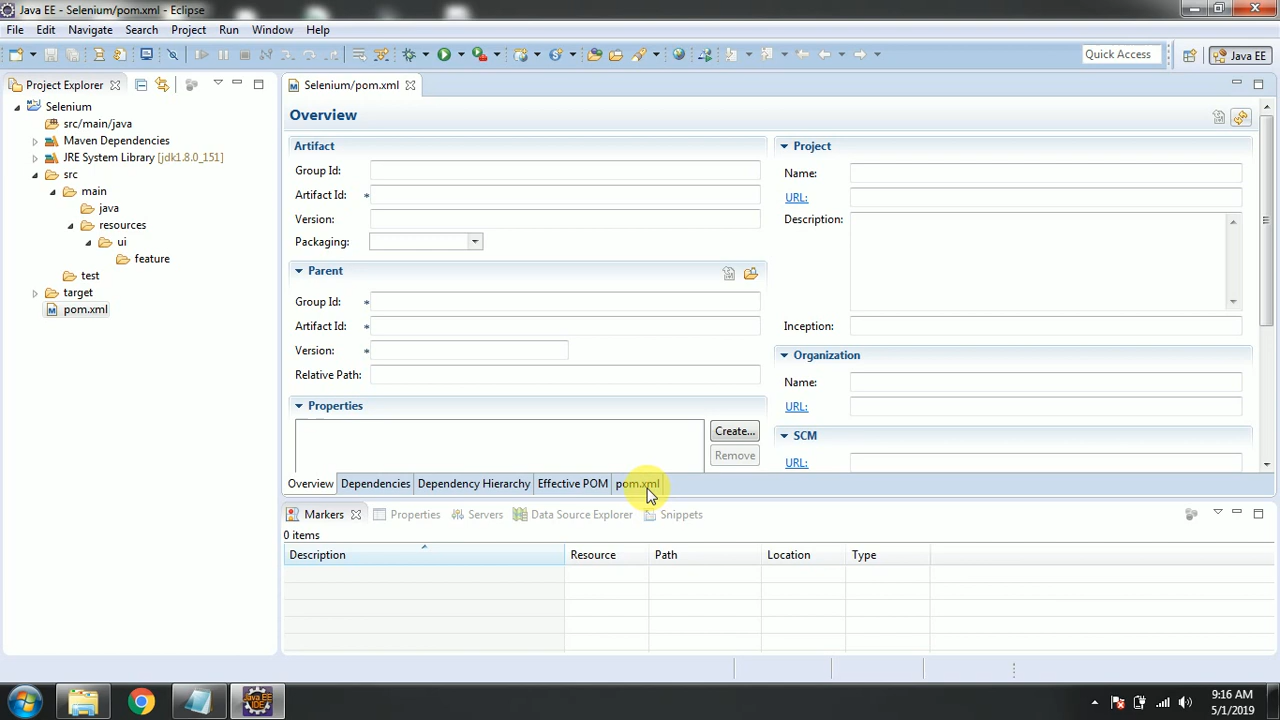 Java EE - Selenium/pom.xml - Eclipse
File Edit Navigate Search Project Run Window Help
Quick Access
Java EE
Project Explorer
Selenium
src/main/java
Maven Dependencies
JRE System Library [jdk1.8.0_151]
src
main
java
resources
ui
feature
test
target
pom.xml
Selenium/pom.xml
Overview
Artifact
Group Id:
Artifact Id: *
Version:
Packaging:
Parent
Group Id: *
Artifact Id: *
Version: *
Relative Path:
Properties
Create...
Remove
Project
Name:
URL:
Description:
Inception:
Organization
Name:
URL:
SCM
URL:
Overview Dependencies Dependency Hierarchy Effective POM pom.xml
Markers Properties Servers Data Source Explorer Snippets
0 items
Description Resource Path Location Type
Java EE
IDE
9:16 AM
5/1/2019